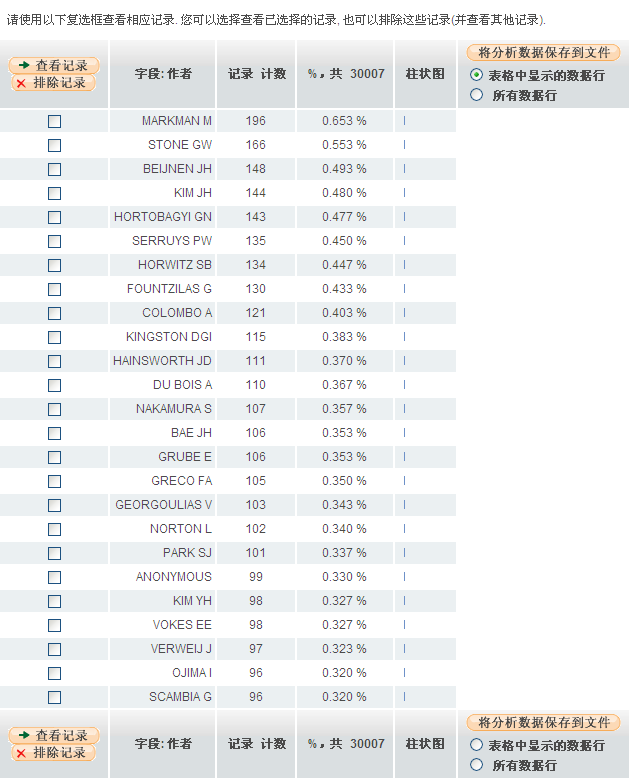 请使用以下复选框查看相应记录. 您可以选择查看已选择的记录, 也可以排除这些记录(并查看其他记录).
查看记录
排除记录
字段: 作者
记录 计数
%，共 30007
柱状图
将分析数据保存到文件
表格中显示的数据行
所有数据行
MARKMAN M 196 0.653 %
STONE GW 166 0.553 %
BEIJNEN JH 148 0.493 %
KIM JH 144 0.480 %
HORTOBAGYI GN 143 0.477 %
SERRUYS PW 135 0.450 %
HORWITZ SB 134 0.447 %
FOUNTZILAS G 130 0.433 %
COLOMBO A 121 0.403 %
KINGSTON DGI 115 0.383 %
HAINSWORTH JD 111 0.370 %
DU BOIS A 110 0.367 %
NAKAMURA S 107 0.357 %
BAE JH 106 0.353 %
GRUBE E 106 0.353 %
GRECO FA 105 0.350 %
GEORGOULIAS V 103 0.343 %
NORTON L 102 0.340 %
PARK SJ 101 0.337 %
ANONYMOUS 99 0.330 %
KIM YH 98 0.327 %
VOKES EE 98 0.327 %
VERWEIJ J 97 0.323 %
OJIMA I 96 0.320 %
SCAMBIA G 96 0.320 %
查看记录
排除记录
字段: 作者
记录 计数
%，共 30007
柱状图
将分析数据保存到文件
表格中显示的数据行
所有数据行